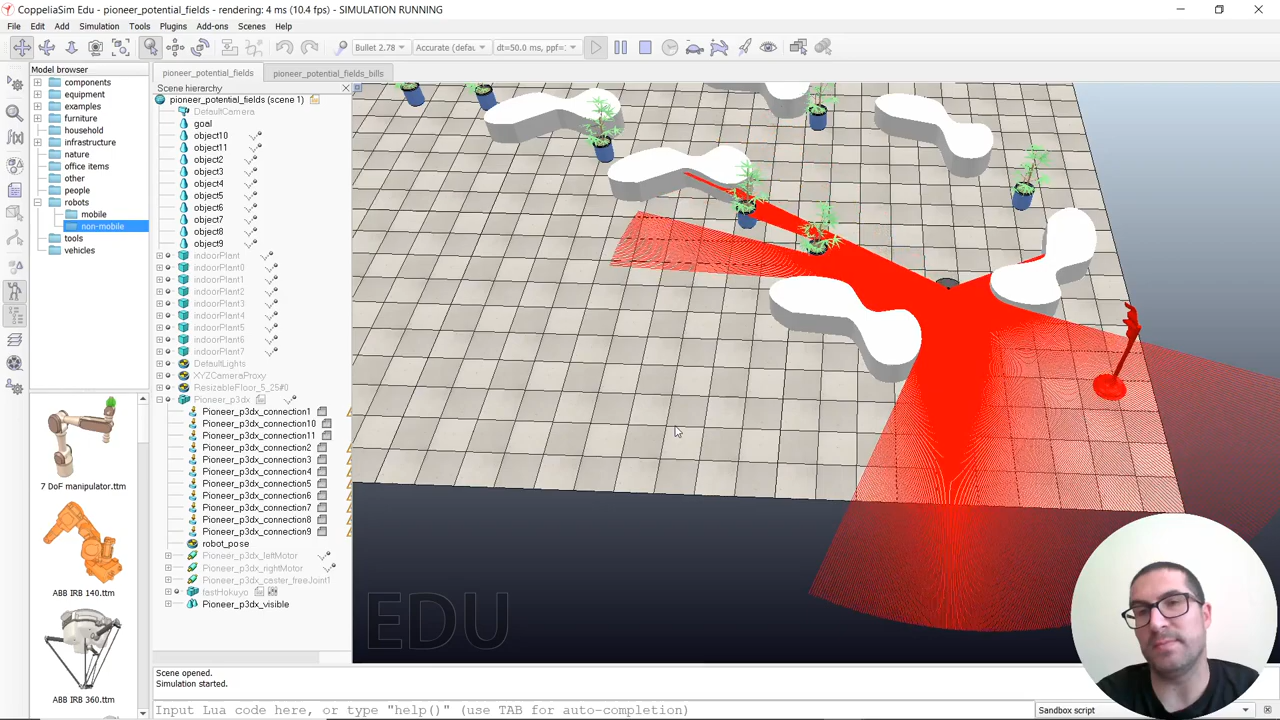 CoppeliaSim Edu - pioneer_potential_fields - rendering: 4 ms (10.4 fps) - SIMULATION RUNNING
File Edit Simulation Tools Plugins Add-ons Scenes Help
Bullet 2.78 Accurate (defau dt=50.0 ms, ppf=
Model browser
components
equipment
examples
furniture
household
infrastructure
nature
office items
other
people
robots
mobile
non-mobile
tools
vehicles
7 DoF manipulator.ttm
ABB IRB 140.ttm
ABB IRB 360.ttm
pioneer_potential_fields pioneer_potential_fields_bills
Scene hierarchy
pioneer_potential_fields (scene 1)
DefaultCamera
goal
object10
object11
object2
object3
object4
object5
object6
object7
object8
object9
indoorPlant
indoorPlant0
indoorPlant1
indoorPlant2
indoorPlant3
indoorPlant4
indoorPlant5
indoorPlant6
indoorPlant7
DefaultLights
XYZCameraProxy
ResizableFloor_5_25#0
Pioneer_p3dx
Pioneer_p3dx_connection1
Pioneer_p3dx_connection10
Pioneer_p3dx_connection11
Pioneer_p3dx_connection2
Pioneer_p3dx_connection3
Pioneer_p3dx_connection4
Pioneer_p3dx_connection5
Pioneer_p3dx_connection6
Pioneer_p3dx_connection7
Pioneer_p3dx_connection8
Pioneer_p3dx_connection9
robot_pose
Pioneer_p3dx_leftMotor
Pioneer_p3dx_rightMotor
Pioneer_p3dx_caster_freeJoint1
fastHokuyo
Pioneer_p3dx_visible
EDU
Scene opened.
Simulation started.
Input Lua code here, or type "help()" (use TAB for auto-completion)
Sandbox script